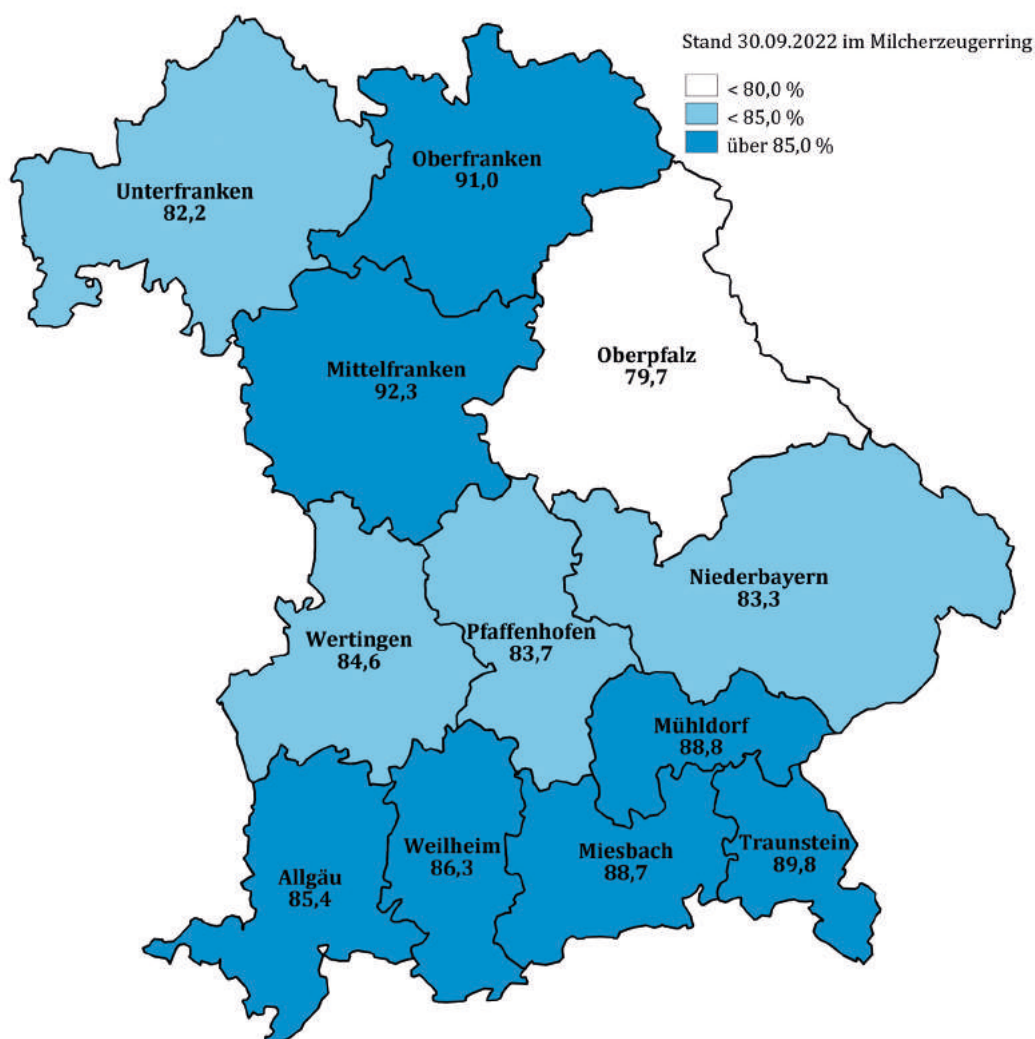 Stand 30.09.2022 im Milcherzeugerring
< 80,0 %
< 85,0 %
über 85,0 %
Oberfranken
91,0
Unterfranken
82,2
Mittelfranken
92,3
Oberpfalz
79,7
Niederbayern
83,3
Wertingen
84,6
Pfaffenhofen
83,7
Mühldorf
88,8
Allgäu
85,4
Weilheim
86,3
Miesbach
88,7
Traunstein
89,8